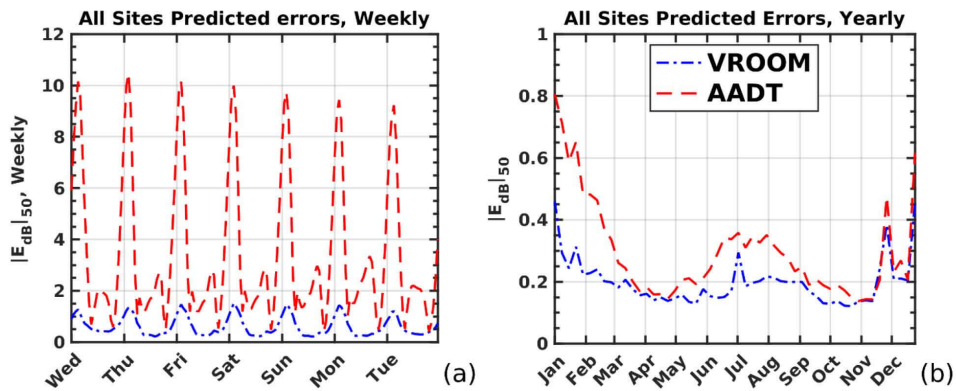 All Sites Predicted errors, Weekly
|E_dB|_50, Weekly
12
10
8
6
4
2
0
Wed Thu Fri Sat Sun Mon Tue
(a)
All Sites Predicted Errors, Yearly
|E_dB|_50
1
0.8
0.6
0.4
0.2
0
VROOM
AADT
Jan Feb Mar Apr May Jun Jul Aug Sep Oct Nov Dec
(b)